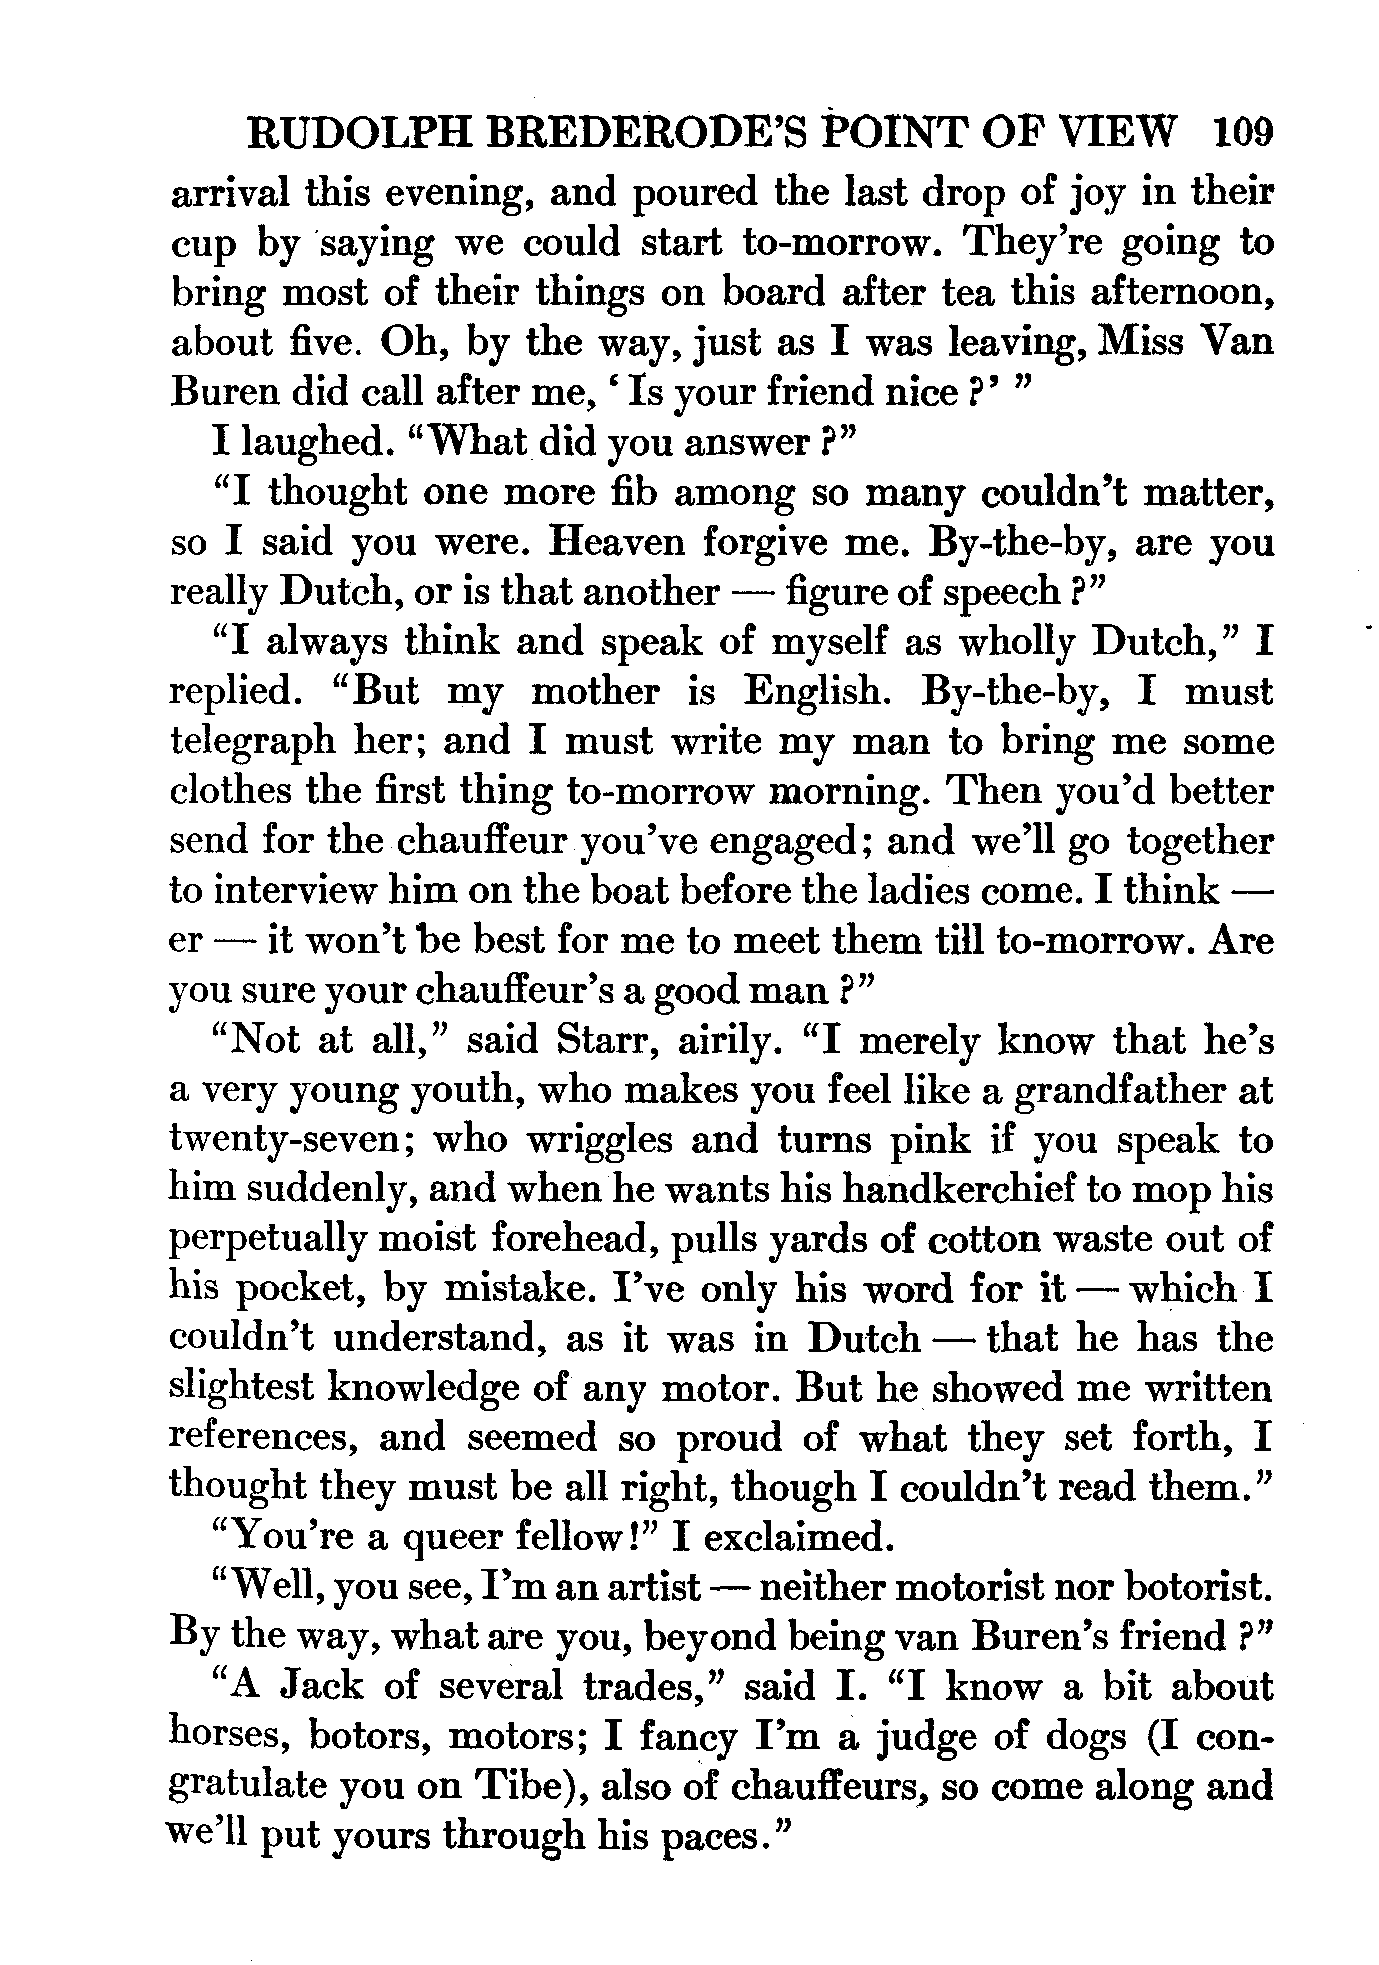 RUDOLPH BREDERODE'S POINT OF VIEW 109
arrival this evening, and poured the last drop of joy in their
cup by saying we could start to-morrow. They're going to
bring most of their things on board after tea this afternoon,
about five. Oh, by the way, just as I was leaving, Miss Van
Buren did call after me, ‘Is your friend nice?’ ”
I laughed. “What did you answer?”
“I thought one more fib among so many couldn't matter,
so I said you were. Heaven forgive me. By-the-by, are you
really Dutch, or is that another — figure of speech?”
“I always think and speak of myself as wholly Dutch,” I
replied. “But my mother is English. By-the-by, I must
telegraph her; and I must write my man to bring me some
clothes the first thing to-morrow morning. Then you'd better
send for the chauffeur you've engaged; and we'll go together
to interview him on the boat before the ladies come. I think —
er — it won't be best for me to meet them till to-morrow. Are
you sure your chauffeur's a good man?”
“Not at all,” said Starr, airily. “I merely know that he's
a very young youth, who makes you feel like a grandfather at
twenty-seven; who wriggles and turns pink if you speak to
him suddenly, and when he wants his handkerchief to mop his
perpetually moist forehead, pulls yards of cotton waste out of
his pocket, by mistake. I've only his word for it — which I
couldn't understand, as it was in Dutch — that he has the
slightest knowledge of any motor. But he showed me written
references, and seemed so proud of what they set forth, I
thought they must be all right, though I couldn't read them.”
“You're a queer fellow!” I exclaimed.
“Well, you see, I'm an artist — neither motorist nor botorist.
By the way, what are you, beyond being van Buren's friend?”
“A Jack of several trades,” said I. “I know a bit about
horses, botors, motors; I fancy I'm a judge of dogs (I con-
gratulate you on Tibe), also of chauffeurs, so come along and
we'll put yours through his paces.”